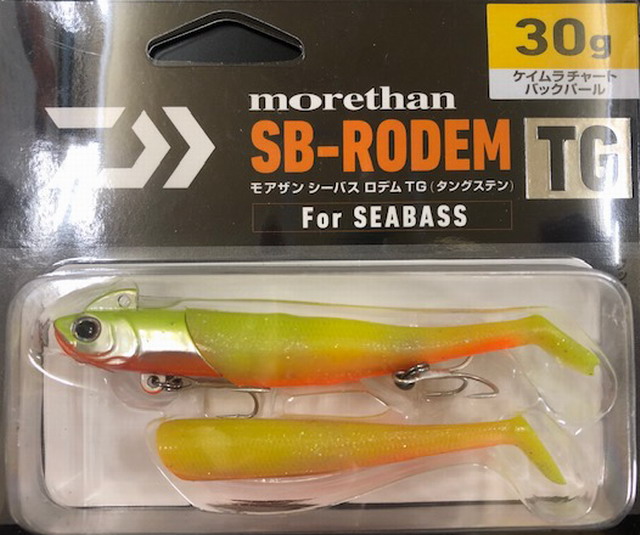 30g
ケイムラチャート
バックパール
morethan
SB-RODEM TG
モアザン シーバス ロデム TG (タングステン)
For SEABASS